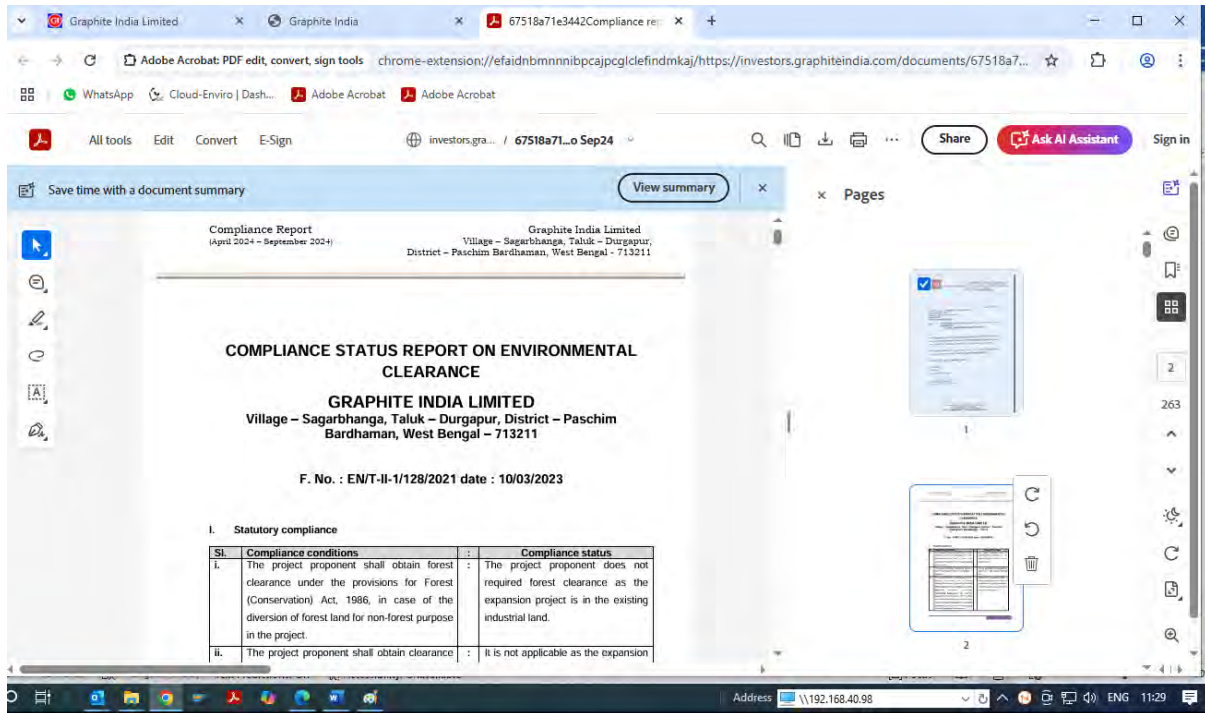 Graphite India Limited
Graphite India
67518a71e3442Compliance rep
Adobe Acrobat: PDF edit, convert, sign tools
chrome-extension://efaidnbmnnnibpcajpcglclefindmkaj/https://investors.graphiteindia.com/documents/67518a7...
WhatsApp
Cloud-Enviro | Dash...
Adobe Acrobat
Adobe Acrobat
All tools
Edit
Convert
E-Sign
investors.gra... / 67518a71...o Sep24
Share
Ask AI Assistant
Sign in
Save time with a document summary
View summary
Pages
Compliance Report
(April 2024 – September 2024)
Graphite India Limited
Village – Sagarbhanga, Taluk – Durgapur,
District – Paschim Bardhaman, West Bengal - 713211
COMPLIANCE STATUS REPORT ON ENVIRONMENTAL
CLEARANCE
GRAPHITE INDIA LIMITED
Village – Sagarbhanga, Taluk – Durgapur, District – Paschim
Bardhaman, West Bengal – 713211
F. No. : EN/T-II-1/128/2021 date : 10/03/2023
I. Statutory compliance
Sl. Compliance conditions : Compliance status
i. The project proponent shall obtain forest
clearance under the provisions for Forest
(Conservation) Act, 1986, in case of the
diversion of forest land for non-forest purpose
in the project.
: The project proponent does not
required forest clearance as the
expansion project is in the existing
industrial land.
ii. The project proponent shall obtain clearance
: It is not applicable as the expansion
1
2
2
263
Address
\\192.168.40.98
ENG
11:29